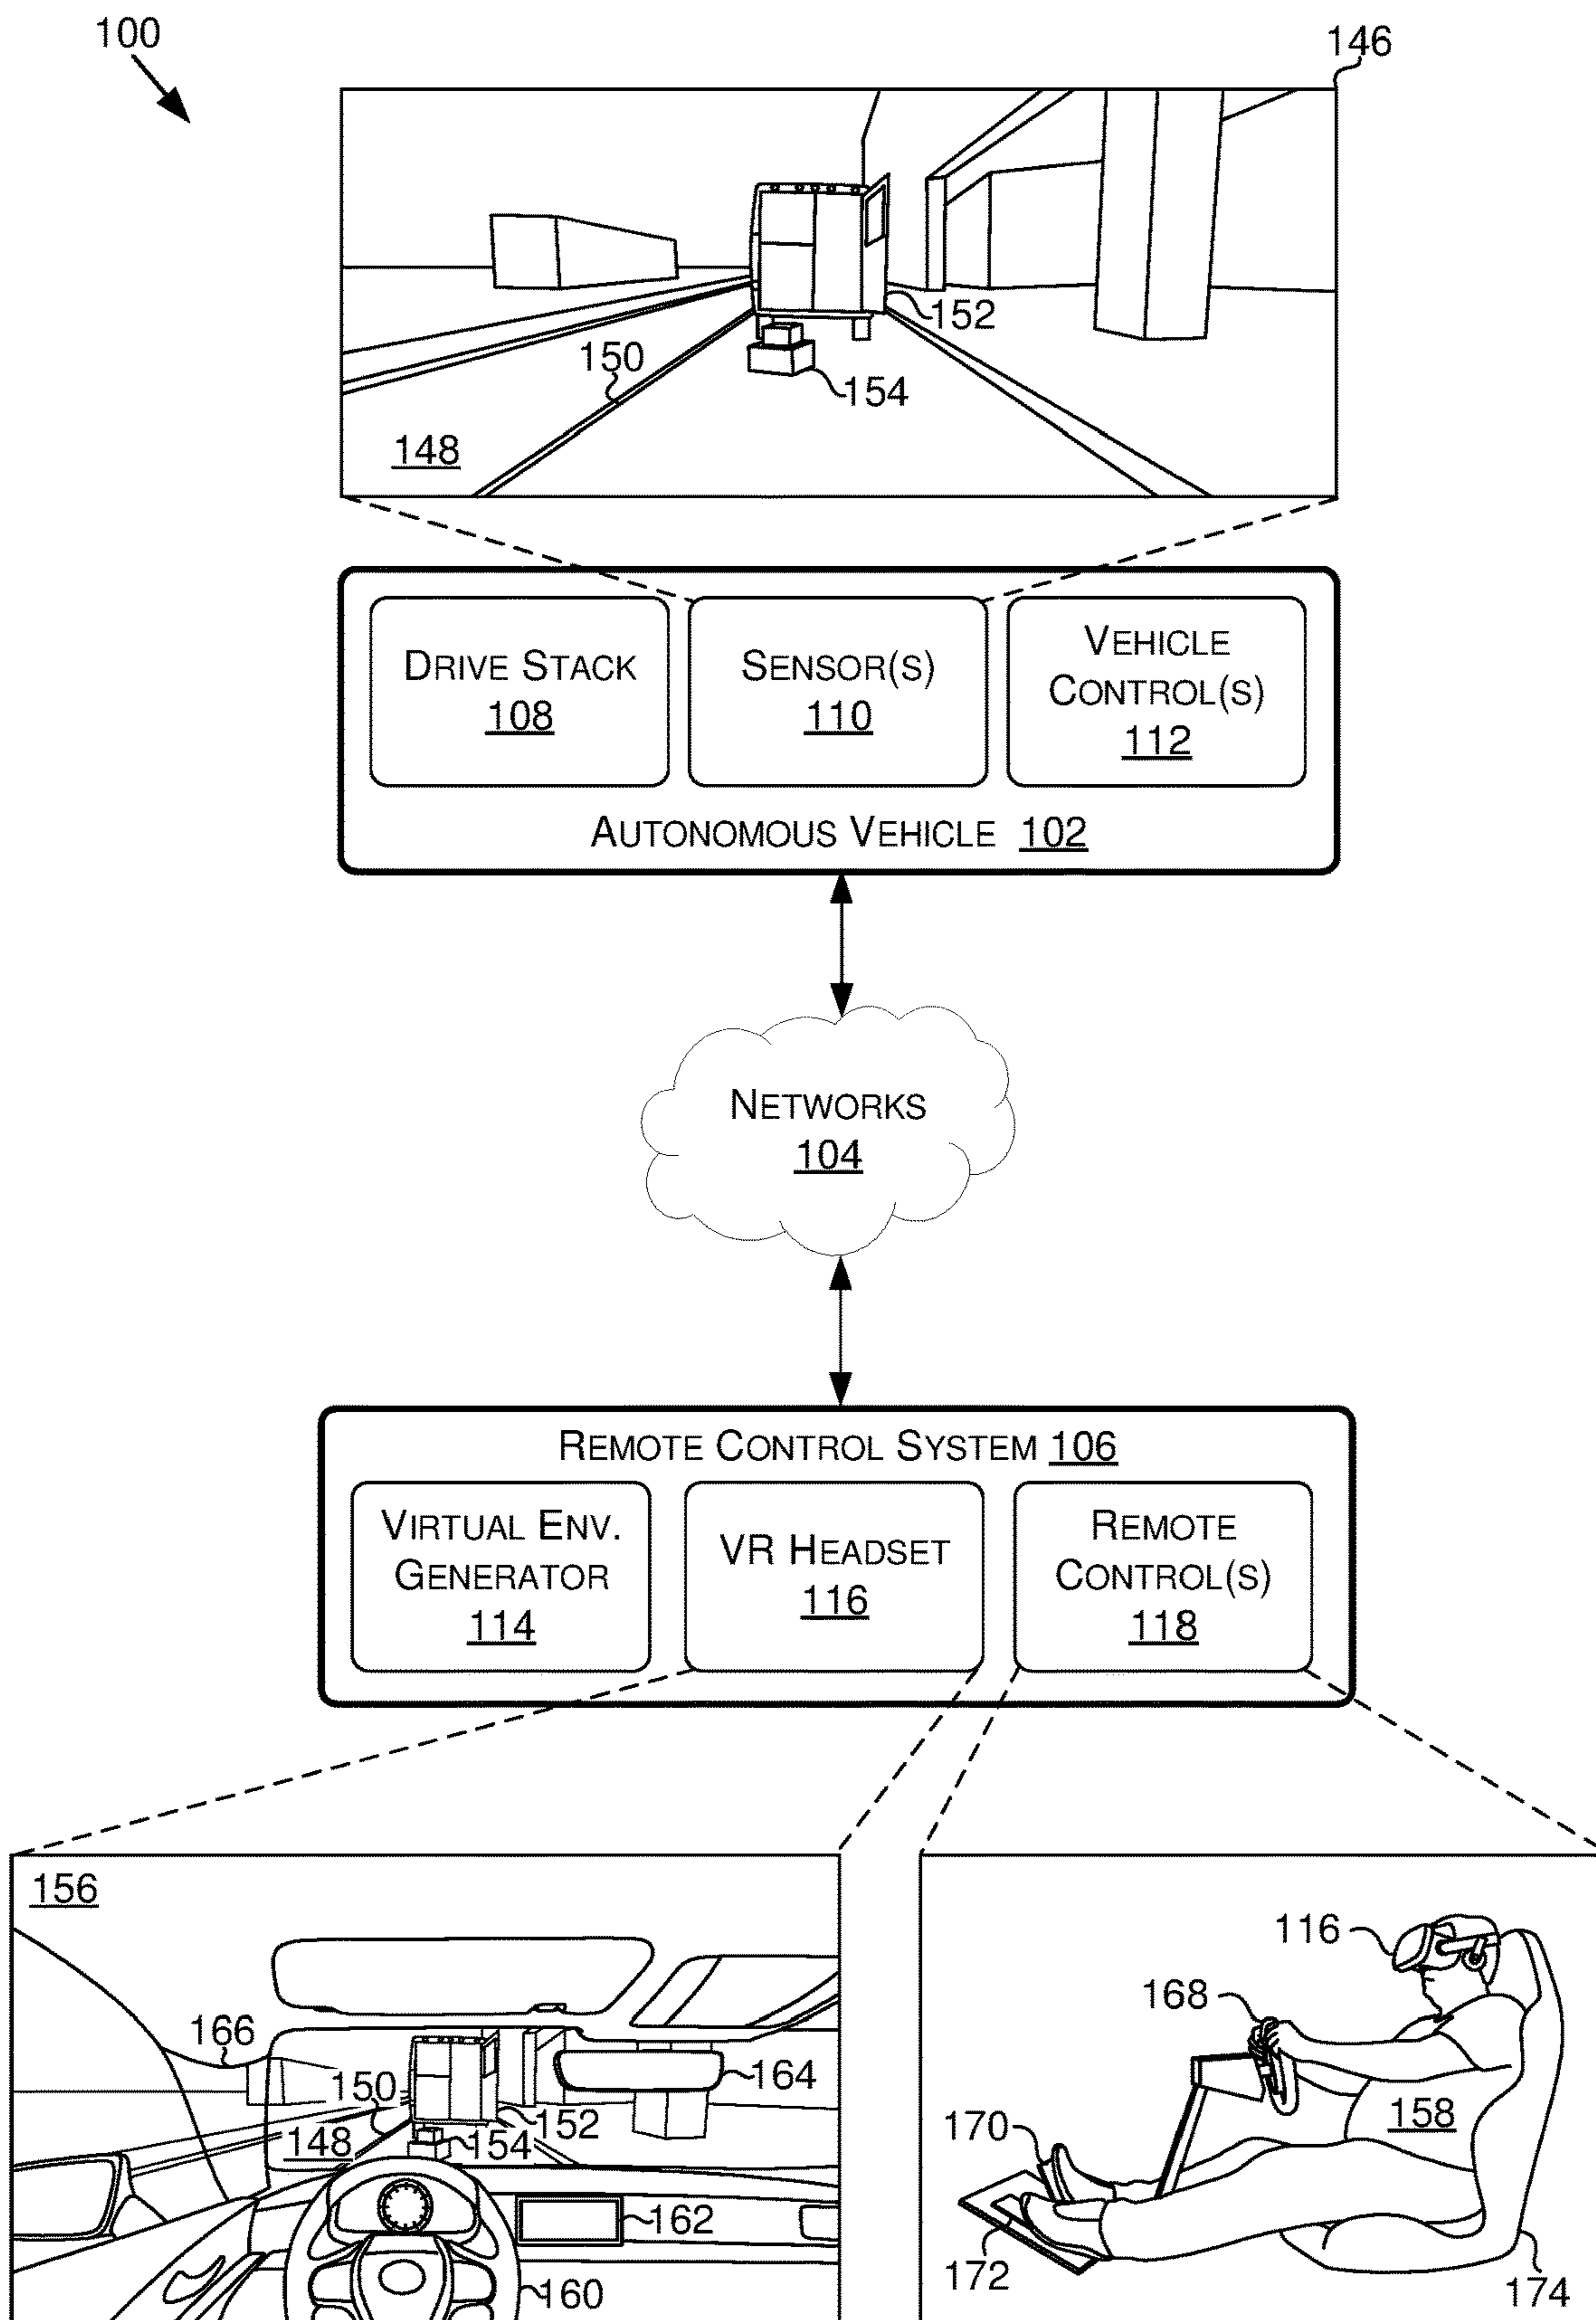 100
146
152
150
154
148
DRIVE STACK
108
SENSOR(S)
110
VEHICLE
CONTROL(S)
112
AUTONOMOUS VEHICLE 102
NETWORKS
104
REMOTE CONTROL SYSTEM 106
VIRTUAL ENV.
GENERATOR
114
VR HEADSET
116
REMOTE
CONTROL(S)
118
156
166
150
164
152
148
154
162
160
116
168
158
170
172
174